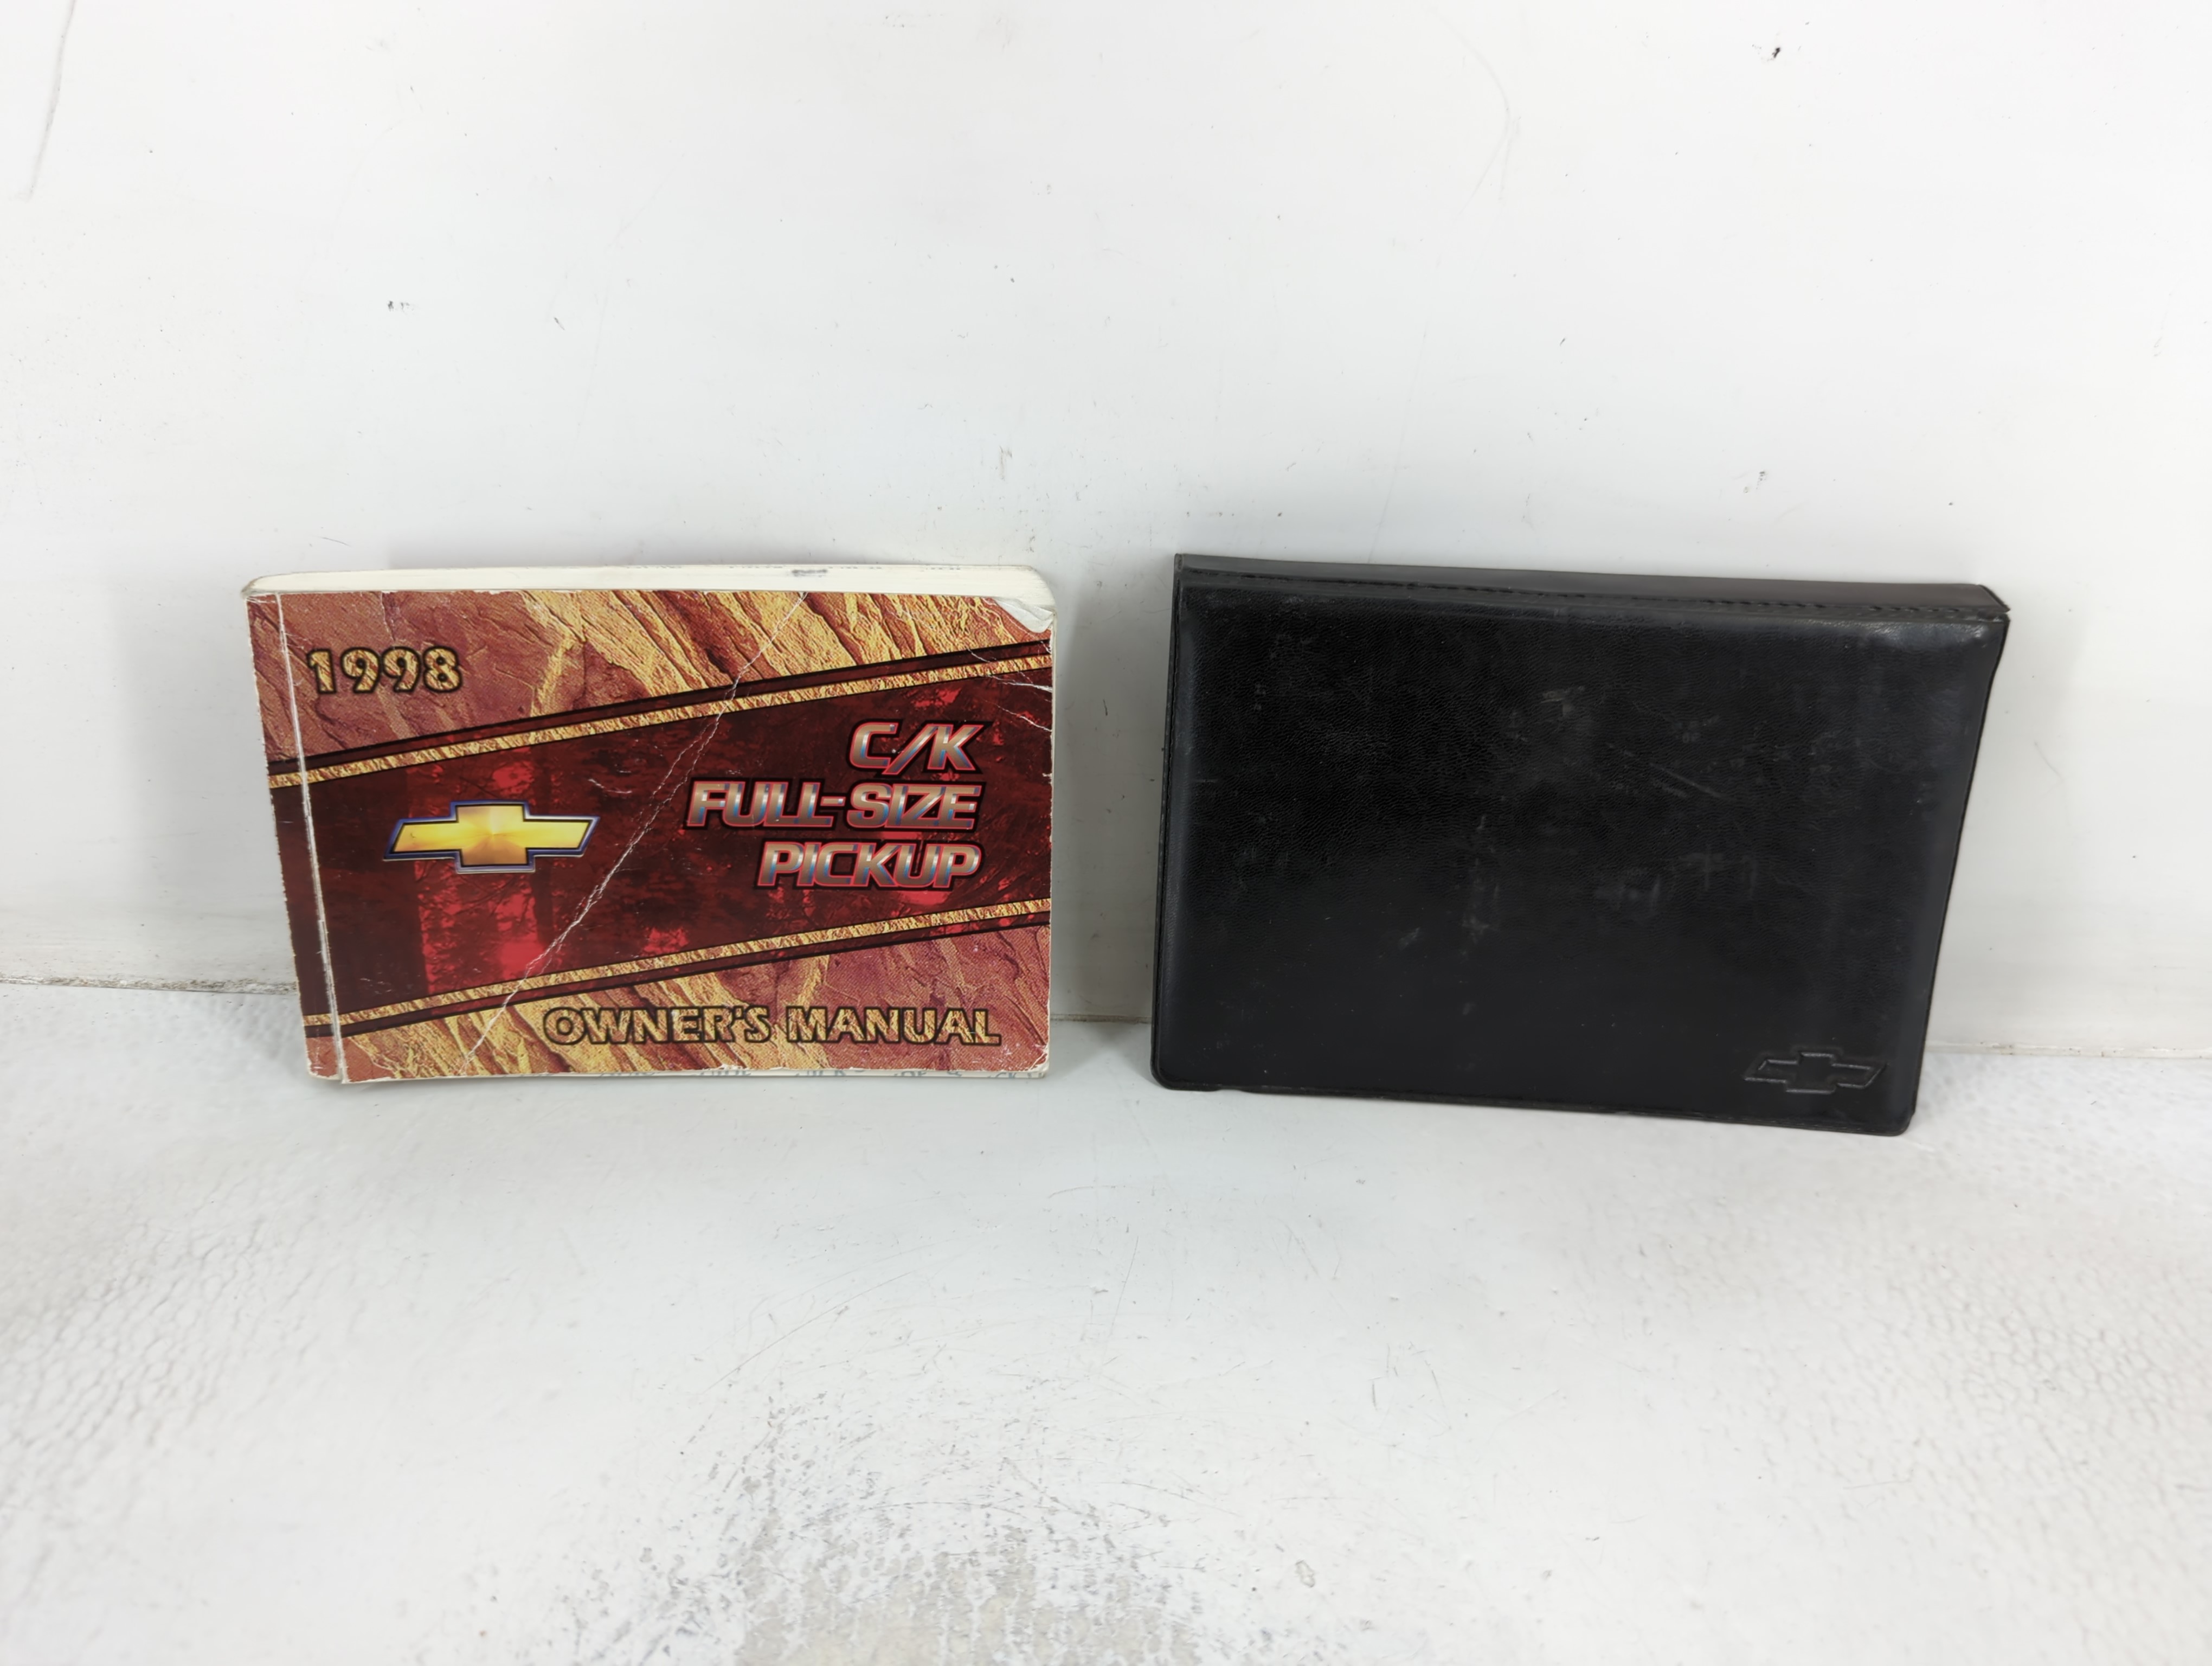 1998
C/K
FULL-SIZE
PICKUP
OWNER'S MANUAL